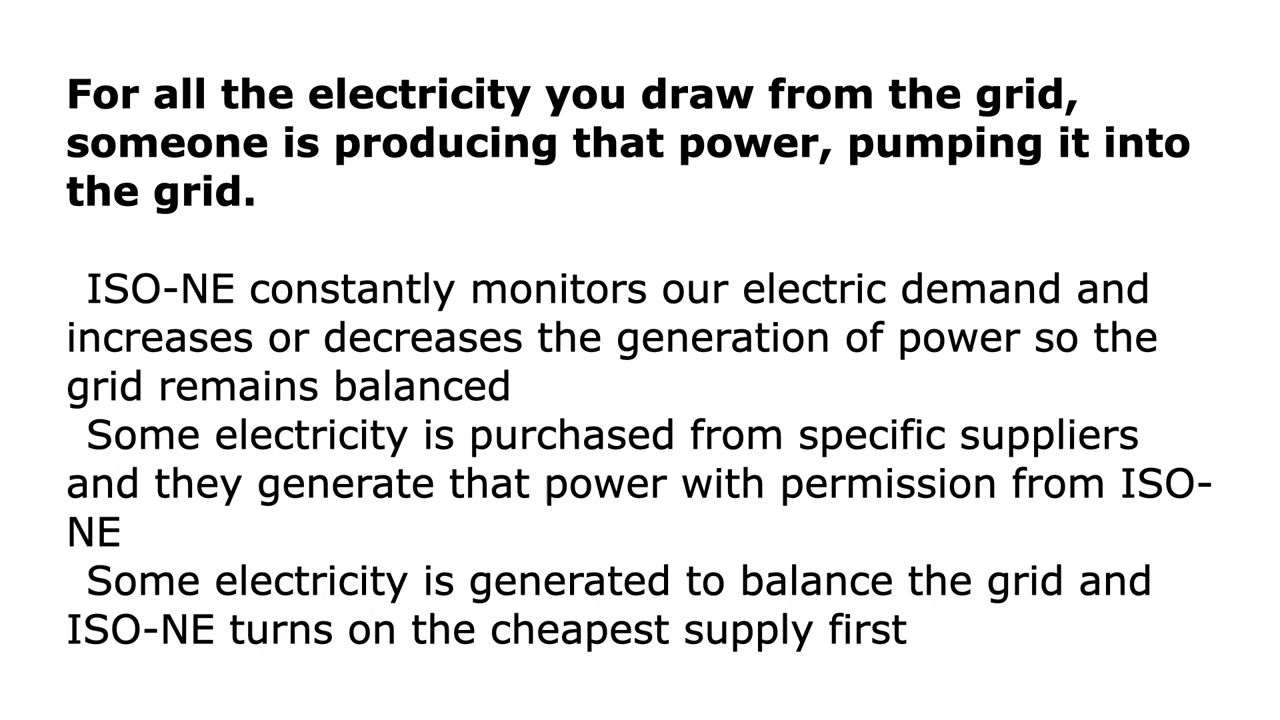 For all the electricity you draw from the grid,
someone is producing that power, pumping it into
the grid.
ISO-NE constantly monitors our electric demand and
increases or decreases the generation of power so the
grid remains balanced
Some electricity is purchased from specific suppliers
and they generate that power with permission from ISO-
NE
Some electricity is generated to balance the grid and
ISO-NE turns on the cheapest supply first